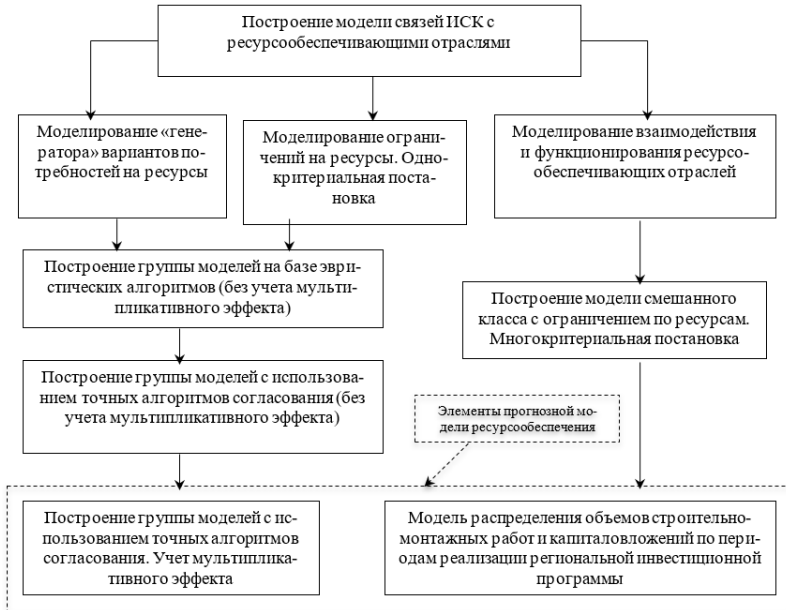 Построение модели связей ИСК с
ресурсообеспечивающими отраслями
Моделирование «гене-
ратора» вариантов по-
требностей на ресурсы
Моделирование ограни-
чений на ресурсы. Одно-
критериальная поста-
новка
Моделирование взаимодействия
и функционирования ресурсо-
обеспечивающих отраслей
Построение группы моделей на базе эври-
стических алгоритмов (без учета мульти-
пликативного эффекта)
Построение модели смешанного
класса с ограничением по ресурсам.
Многокритериальная постановка
Построение группы моделей с использова-
нием точных алгоритмов согласования (без
учета мультипликативного эффекта)
Элементы прогнозной мо-
дели ресурсообеспечения
Построение группы моделей с ис-
пользованием точных алгоритмов
согласования. Учет мультиплика-
тивного эффекта
Модель распределения объемов строительно-
монтажных работ и капиталовложений по пери-
одам реализации региональной инвестиционной
программы